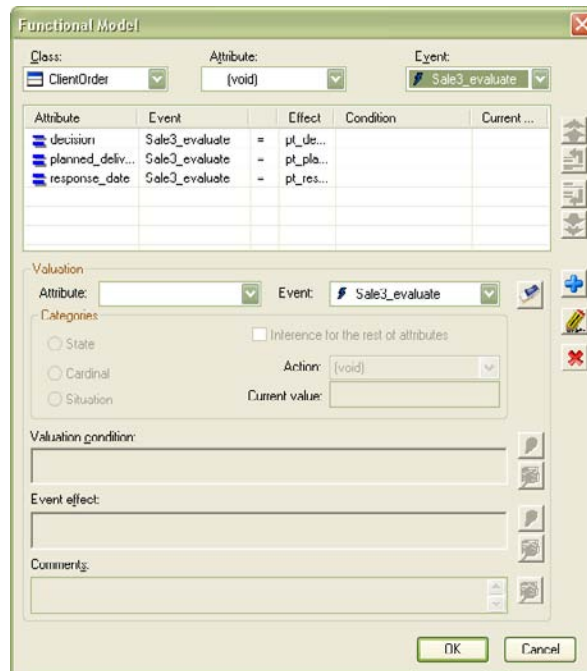 Functional Model
Class: Attribute: Event:
ClientOrder (void) Sale3_evaluate
Attribute Event Effect Condition Current ...
decision Sale3_evaluate = pt_de...
planned_deliv... Sale3_evaluate = pt_pla...
response_date Sale3_evaluate = pt_res...
Valuation
Attribute: Event: Sale3_evaluate
Categories
State
Cardinal
Situation
Inference for the rest of attributes
Action: (void)
Current value:
Valuation condition:
Event effect:
Comments:
OK Cancel